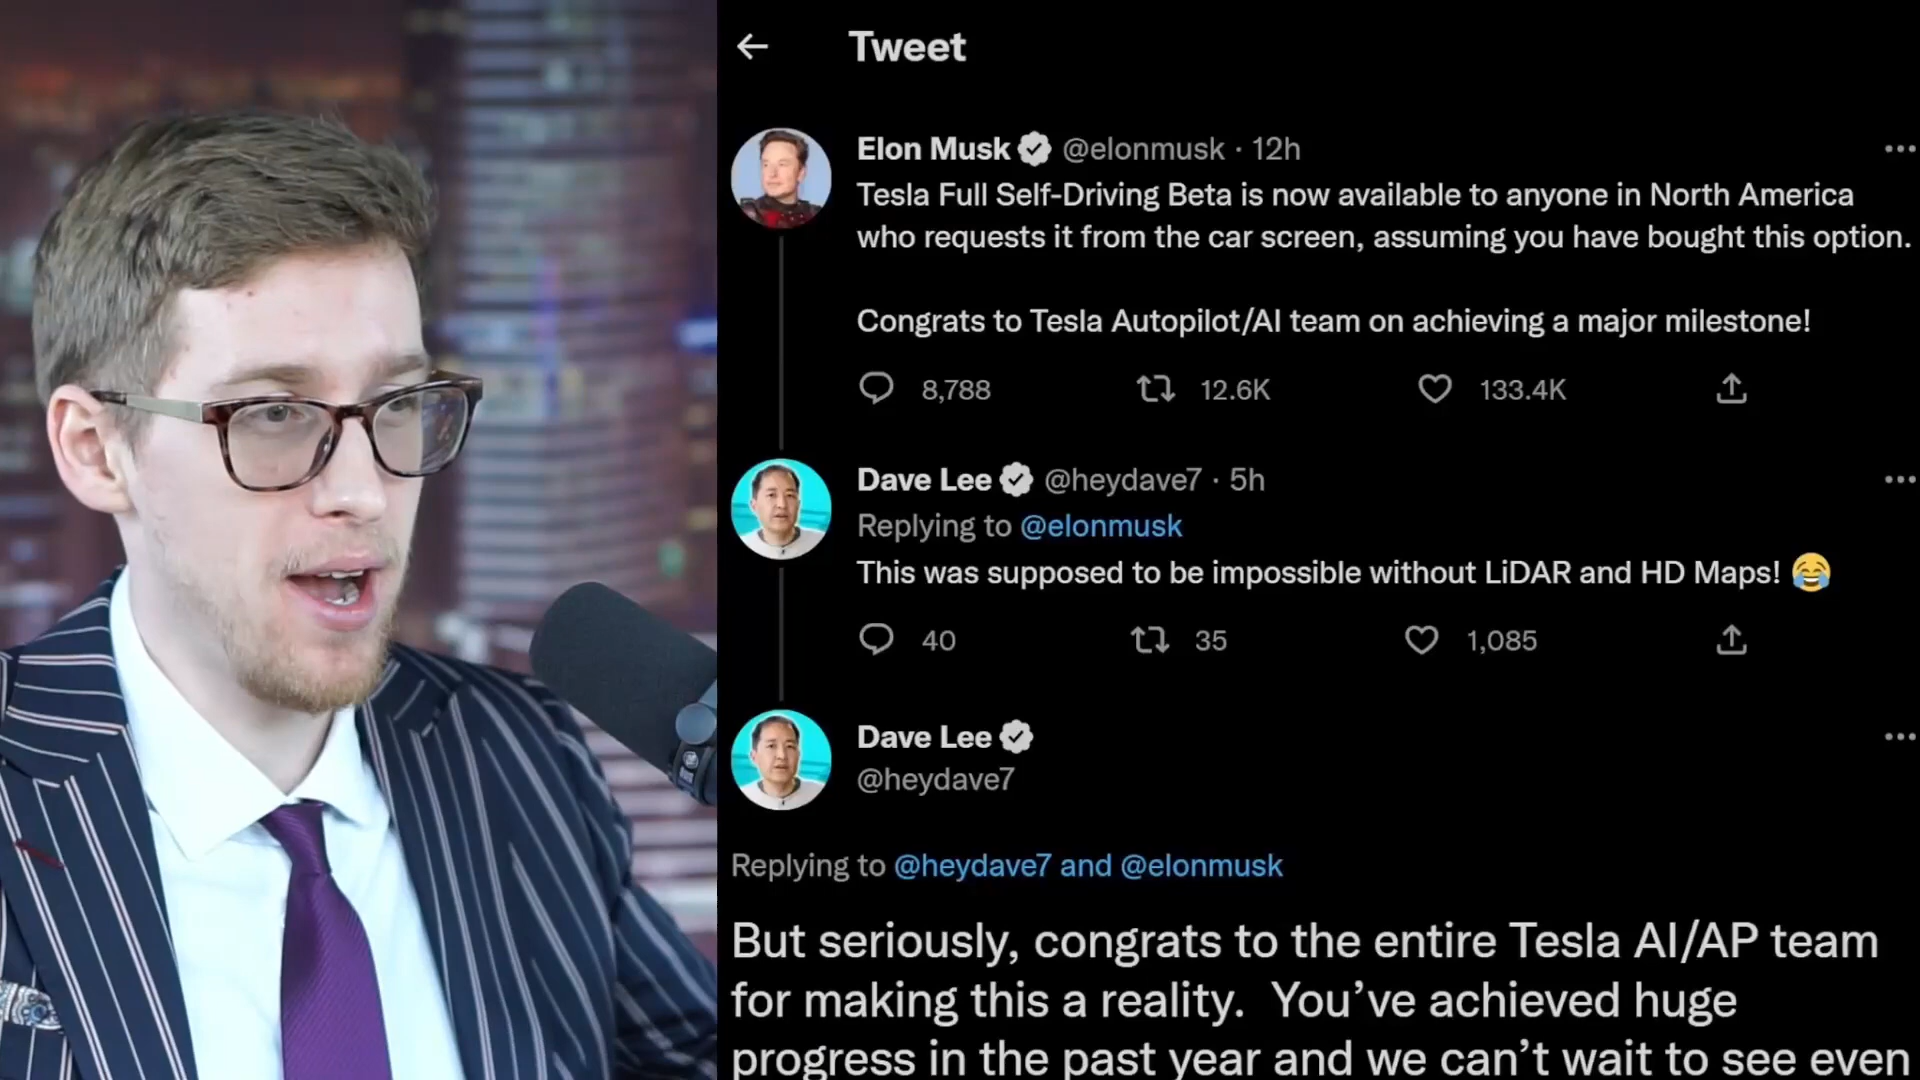 Tweet
Elon Musk @elonmusk · 12h
Tesla Full Self-Driving Beta is now available to anyone in North America
who requests it from the car screen, assuming you have bought this option.
Congrats to Tesla Autopilot/AI team on achieving a major milestone!
8,788 12.6K 133.4K
Dave Lee @heydave7 · 5h
Replying to @elonmusk
This was supposed to be impossible without LiDAR and HD Maps! 😂
40 35 1,085
Dave Lee
@heydave7
Replying to @heydave7 and @elonmusk
But seriously, congrats to the entire Tesla AI/AP team
for making this a reality. You’ve achieved huge
progress in the past year and we can’t wait to see even